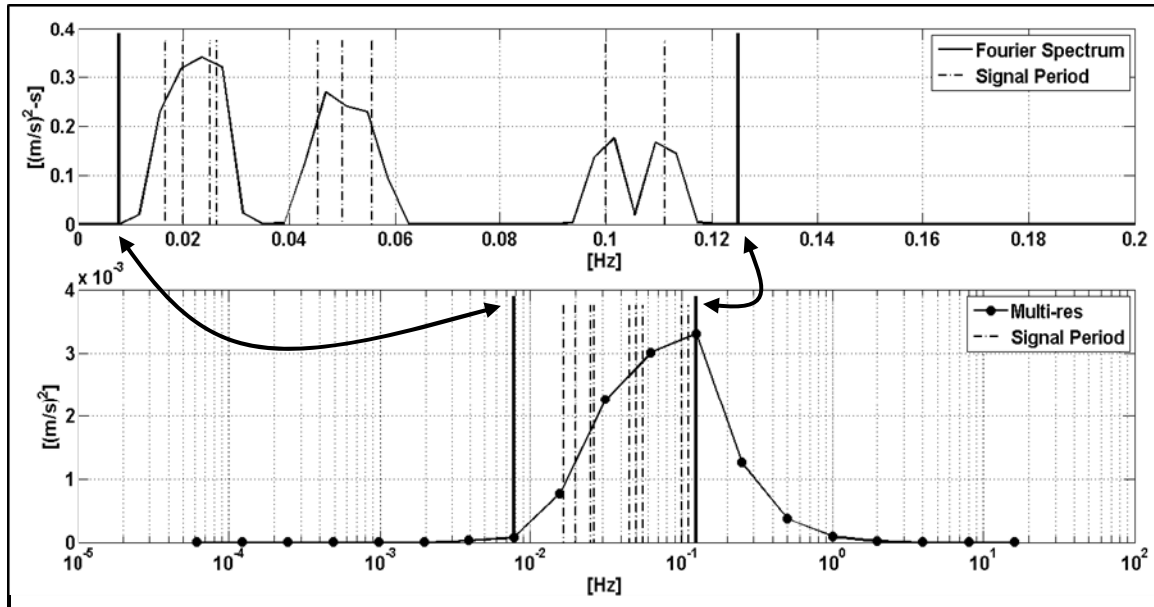 0.4
0.3
0.2
0.1
0
[(m/s)²-s]
Fourier Spectrum
Signal Period
0 0.02 0.04 0.06 0.08 0.1 0.12 0.14 0.16 0.18 0.2
[Hz]
x 10⁻³
4
3
2
1
0
[(m/s)²]
Multi-res
Signal Period
10⁻⁵ 10⁻⁴ 10⁻³ 10⁻² 10⁻¹ 10⁰ 10¹ 10²
[Hz]